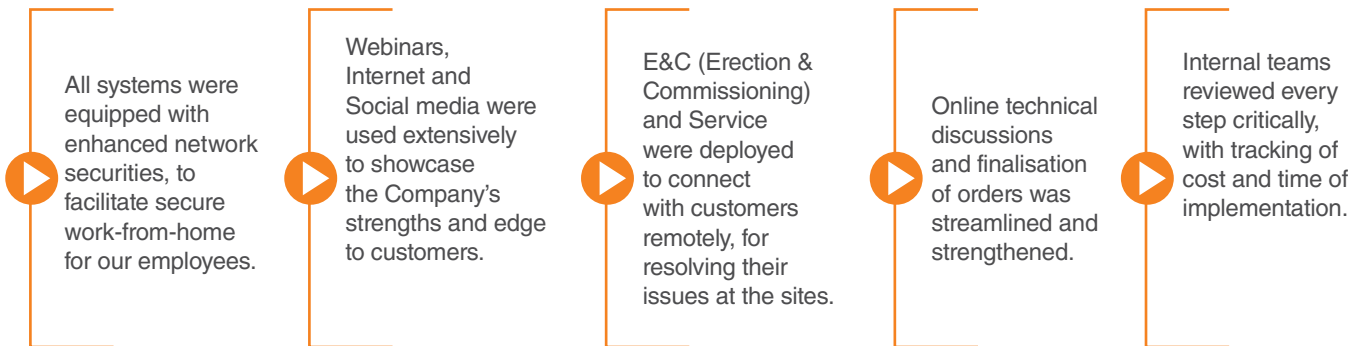 All systems were
equipped with
enhanced network
securities, to
facilitate secure
work-from-home
for our employees.
Webinars,
Internet and
Social media were
used extensively
to showcase
the Company's
strengths and edge
to customers.
E&C (Erection &
Commissioning)
and Service
were deployed
to connect
with customers
remotely, for
resolving their
issues at the sites.
Online technical
discussions
and finalisation
of orders was
streamlined and
strengthened.
Internal teams
reviewed every
step critically,
with tracking of
cost and time of
implementation.